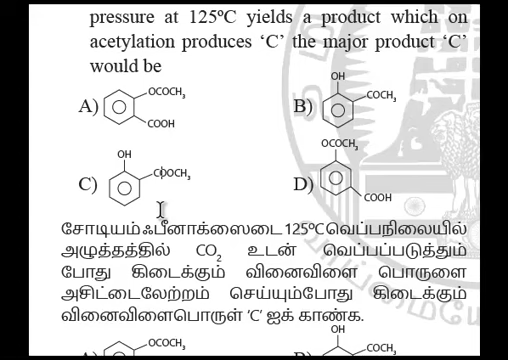 pressure at 125ºC yields a product which on
acetylation produces ‘C’ the major product ‘C’
would be
A) OCOCH₃
COOH
B) OH
COCH₃
C) OH
COOCH₃
D) OCOCH₃
COOH
சோடியம்ஃபீனாக்ஸைடை 125ºC வெப்பநிலையில்
அழுத்தத்தில் CO₂ உடன் வெப்பப்படுத்தும்
போது கிடைக்கும் வினைவிளை பொருளை
அசிட்டைலேற்றம் செய்யும்போது கிடைக்கும்
வினைவிளைபொருள் ‘C’ ஐக் காண்க.
OCOCH₃
OH
COCH₃